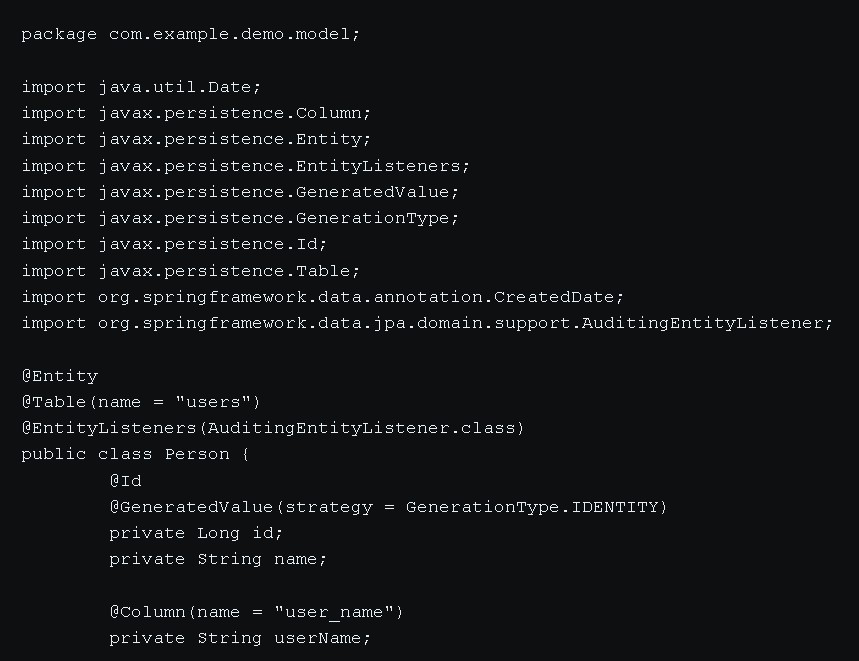 package com.example.demo.model;

import java.util.Date;
import javax.persistence.Column;
import javax.persistence.Entity;
import javax.persistence.EntityListeners;
import javax.persistence.GeneratedValue;
import javax.persistence.GenerationType;
import javax.persistence.Id;
import javax.persistence.Table;
import org.springframework.data.annotation.CreatedDate;
import org.springframework.data.jpa.domain.support.AuditingEntityListener;

@Entity
@Table(name = "users")
@EntityListeners(AuditingEntityListener.class)
public class Person {
        @Id
        @GeneratedValue(strategy = GenerationType.IDENTITY)
        private Long id;
        private String name;

        @Column(name = "user_name")
        private String userName;